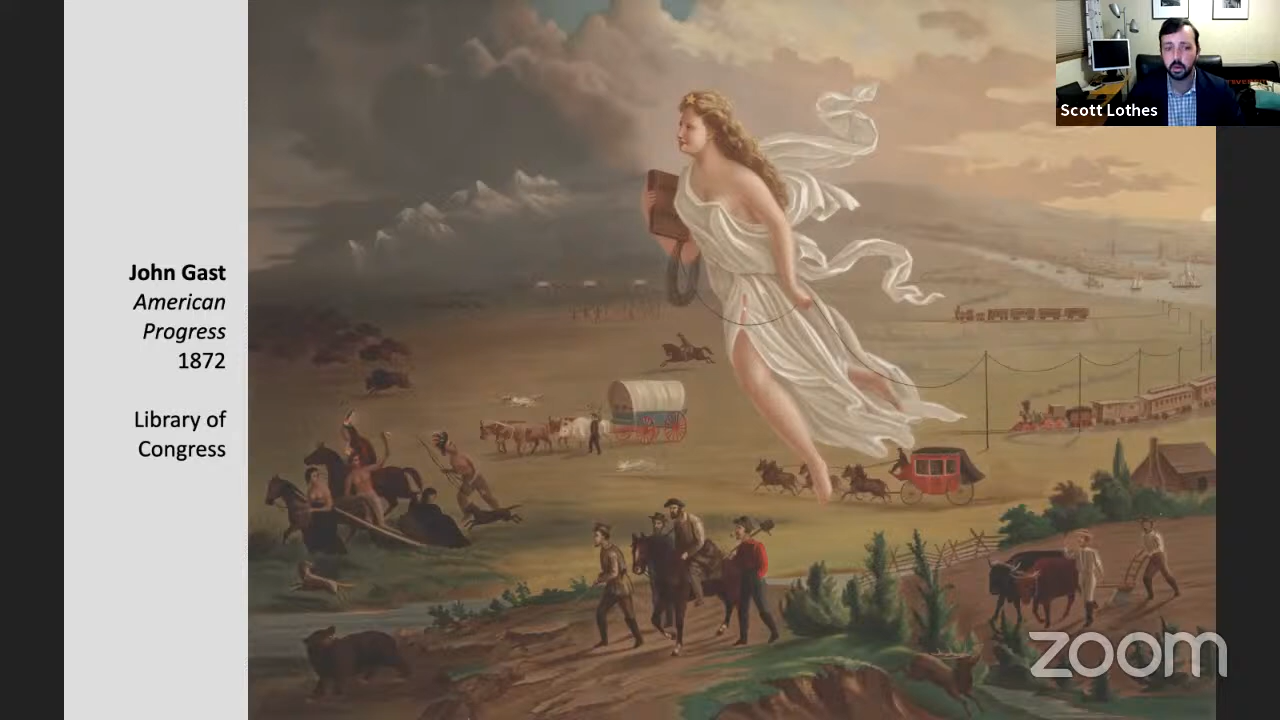 John Gast
American
Progress
1872
Library of
Congress
Scott Lothes
zoom